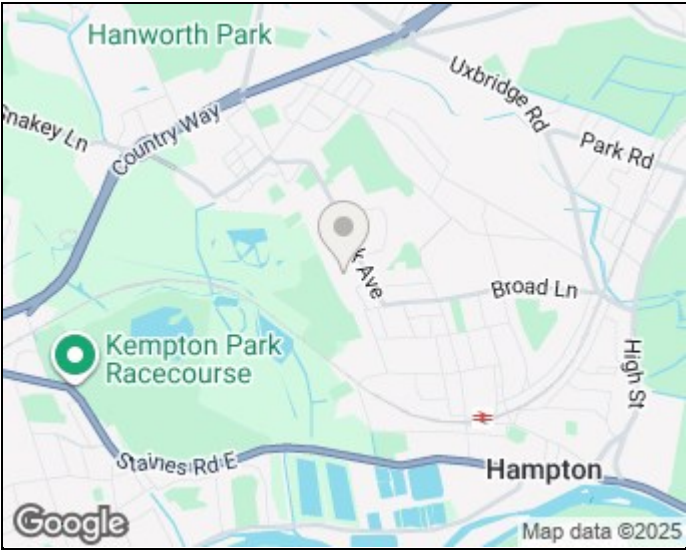 Hanworth Park
Uxbridge Rd
Snakey Ln
Country Way
Park Rd
Ave
Broad Ln
Kempton Park
Racecourse
High St
Staines Rd E
Hampton
Google
Map data ©2025